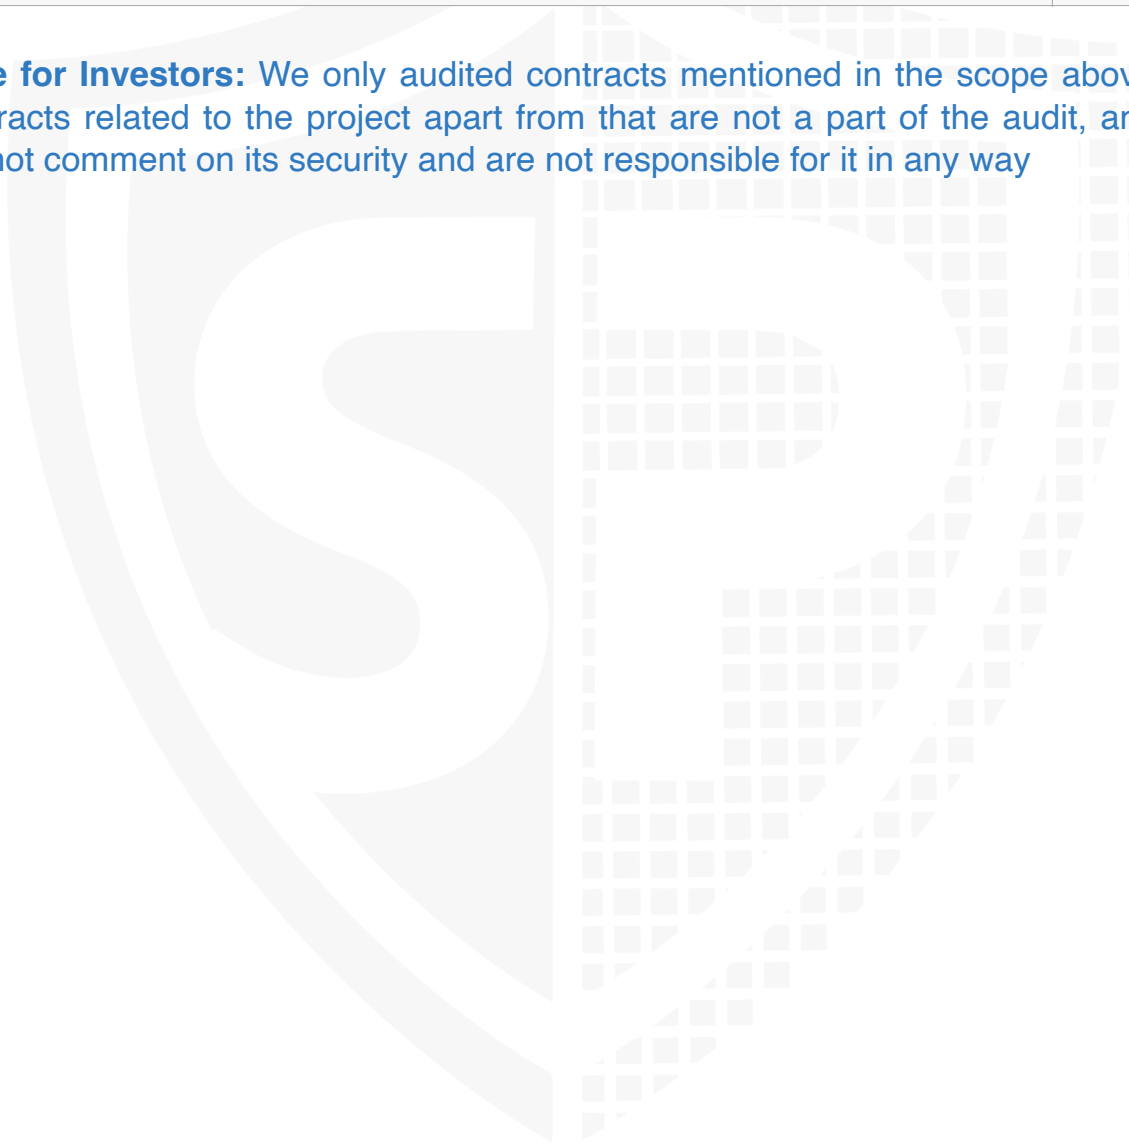 e for Investors: We only audited contracts mentioned in the scope abov
racts related to the project apart from that are not a part of the audit, an
not comment on its security and are not responsible for it in any way
SP